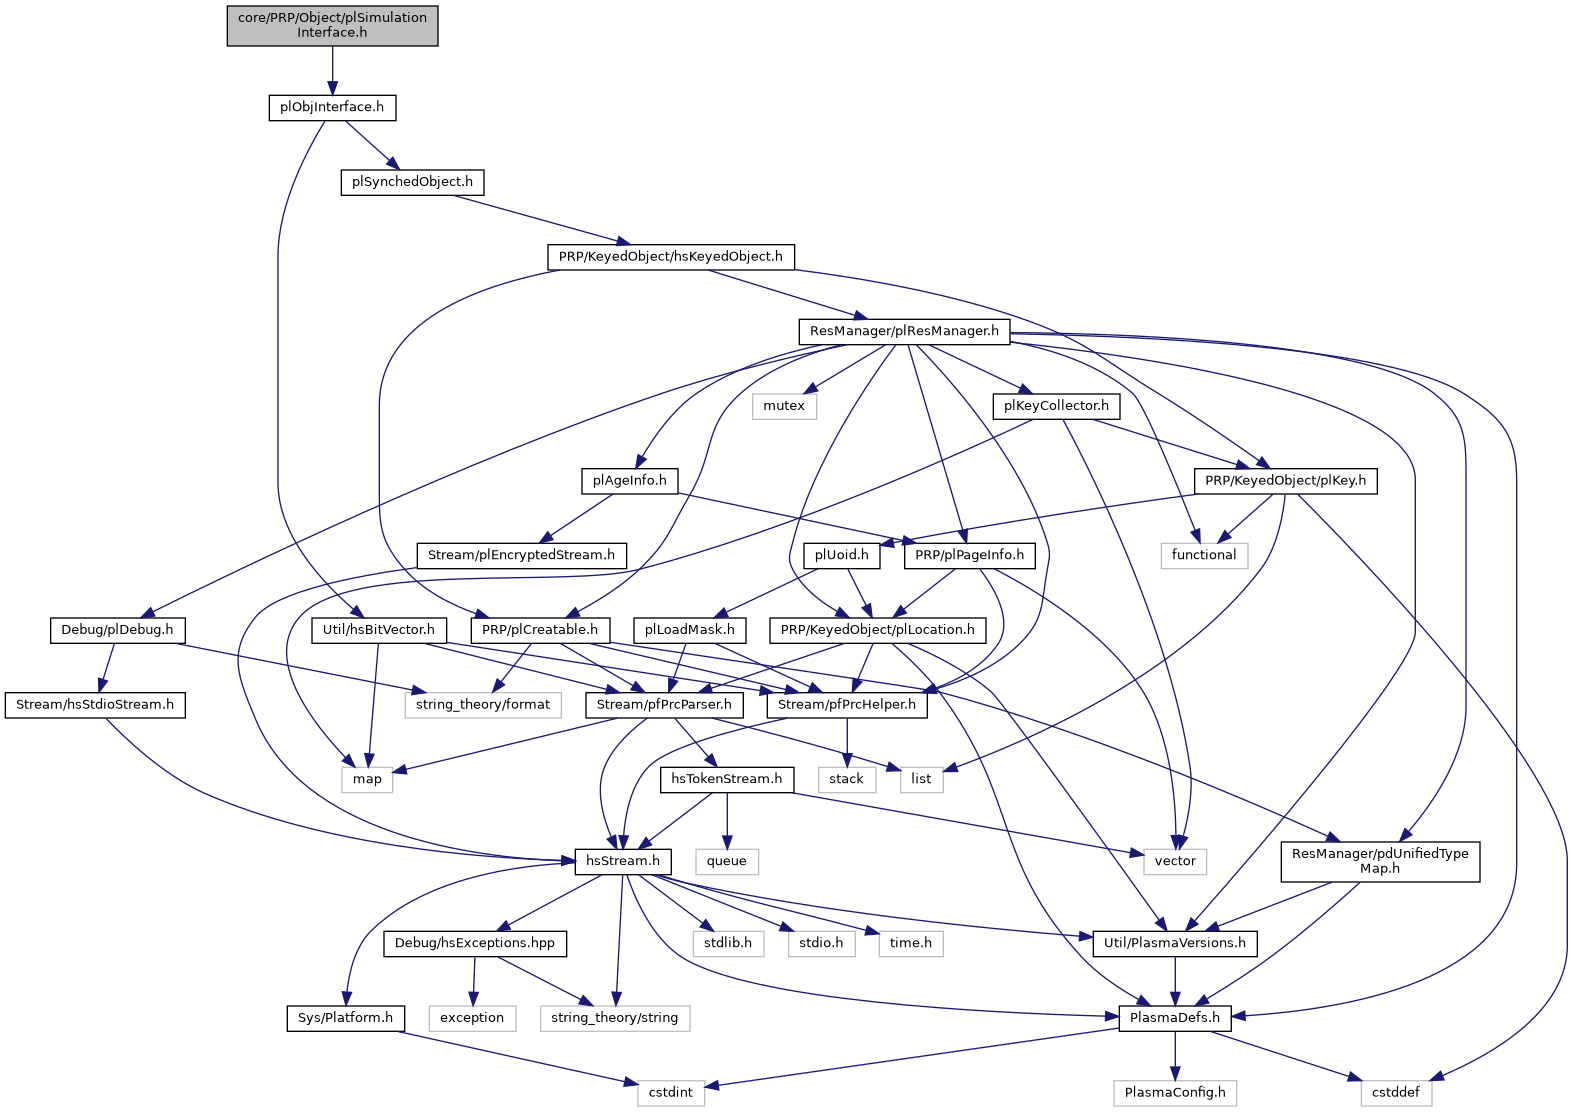 core/PRP/Object/plSimulation
Interface.h
plObjInterface.h
plSynchedObject.h
PRP/KeyedObject/hsKeyedObject.h
ResManager/plResManager.h
mutex
plKeyCollector.h
plAgeInfo.h
PRP/KeyedObject/plKey.h
Stream/plEncryptedStream.h
plUoid.h
PRP/plPageInfo.h
functional
Debug/plDebug.h
Util/hsBitVector.h
PRP/plCreatable.h
plLoadMask.h
PRP/KeyedObject/plLocation.h
Stream/hsStdioStream.h
string_theory/format
Stream/pfPrcParser.h
Stream/pfPrcHelper.h
map
hsTokenStream.h
stack
list
hsStream.h
queue
vector
ResManager/pdUnifiedType
Map.h
Debug/hsExceptions.hpp
stdlib.h
stdio.h
time.h
Util/PlasmaVersions.h
Sys/Platform.h
exception
string_theory/string
PlasmaDefs.h
cstdint
PlasmaConfig.h
cstddef